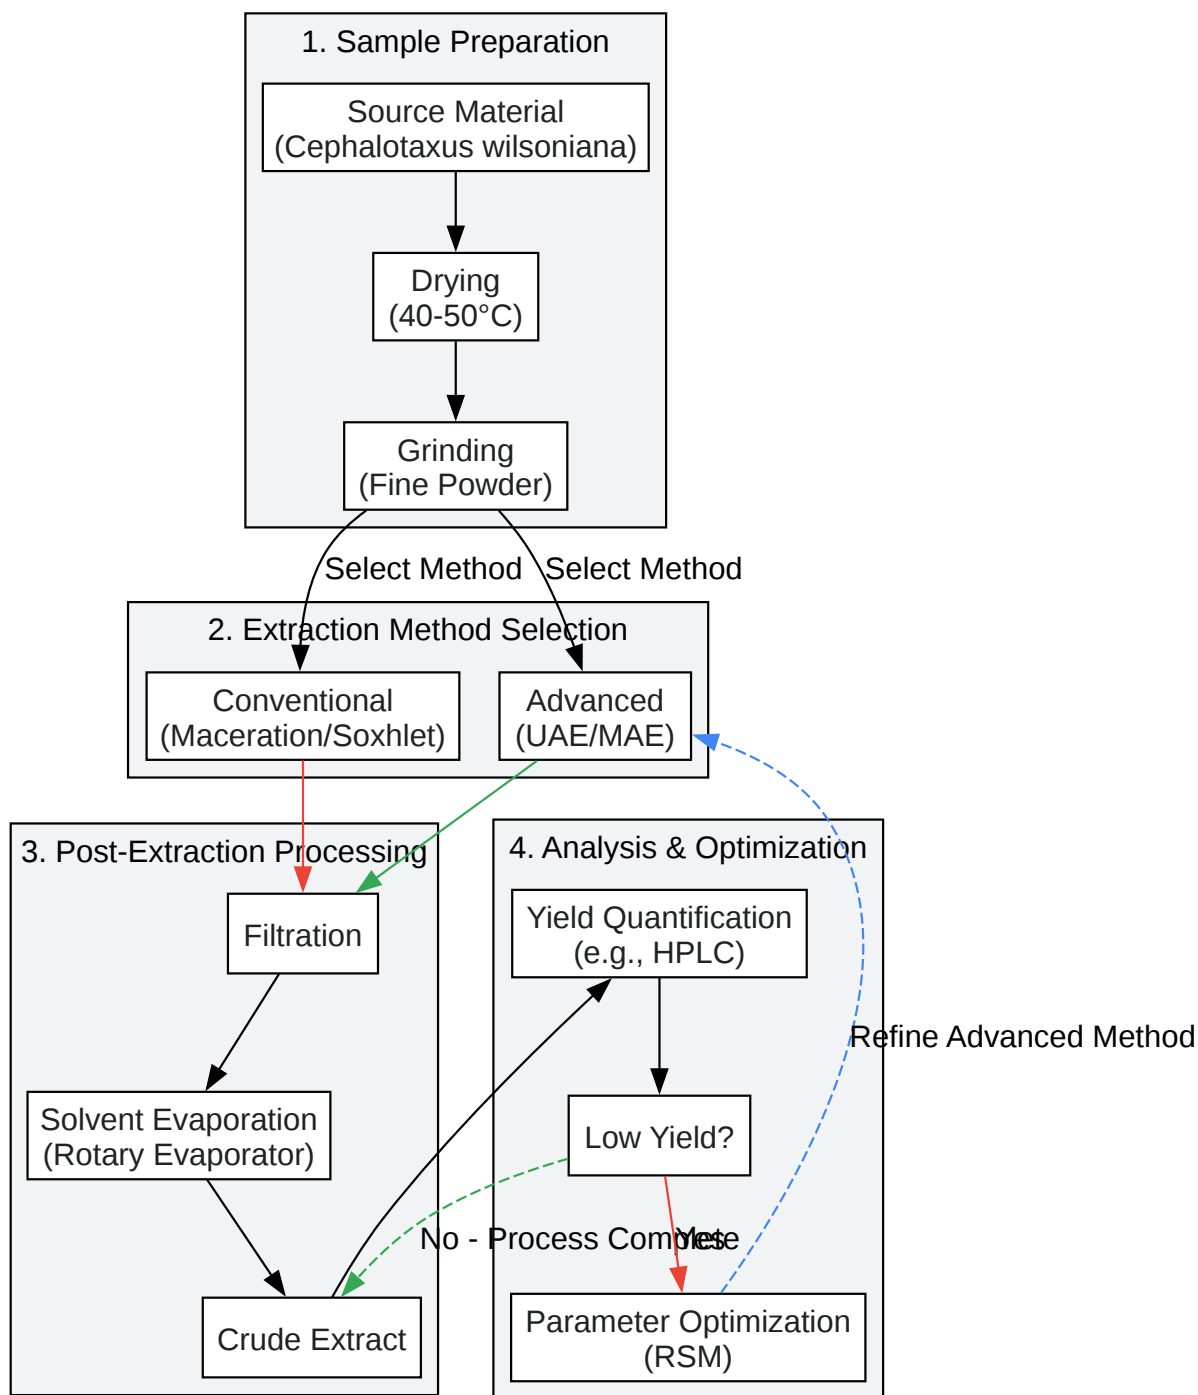 1. Sample Preparation
Source Material
(Cephalotaxus wilsoniana)
Drying
(40-50°C)
Grinding
(Fine Powder)
Select Method
Select Method
2. Extraction Method Selection
Conventional
(Maceration/Soxhlet)
Advanced
(UAE/MAE)
3. Post-Extraction Processing
Filtration
Solvent Evaporation
(Rotary Evaporator)
Crude Extract
4. Analysis & Optimization
Yield Quantification
(e.g., HPLC)
Refine Advanced Method
Low Yield?
No - Process Complete
Yes
Parameter Optimization
(RSM)